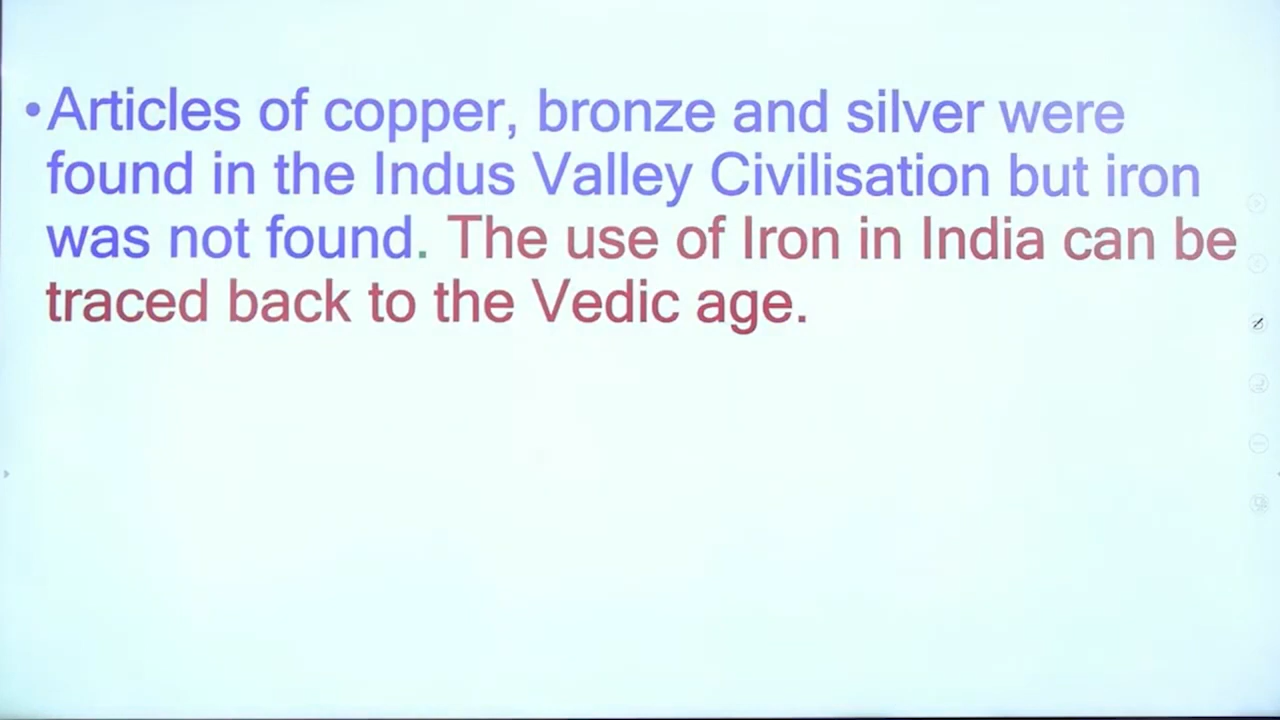 •Articles of copper, bronze and silver were
found in the Indus Valley Civilisation but iron
was not found. The use of Iron in India can be
traced back to the Vedic age.